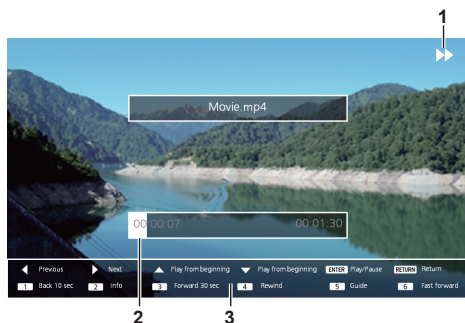 1
Movie.mp4
00:00:07 00:01:30
Previous Next Play from beginning Play from beginning ENTER Play/Pause RETURN Return
1 Back 10 sec 2 Info 3 Forward 30 sec 4 Rewind 5 Guide 6 Fast forward
2 3